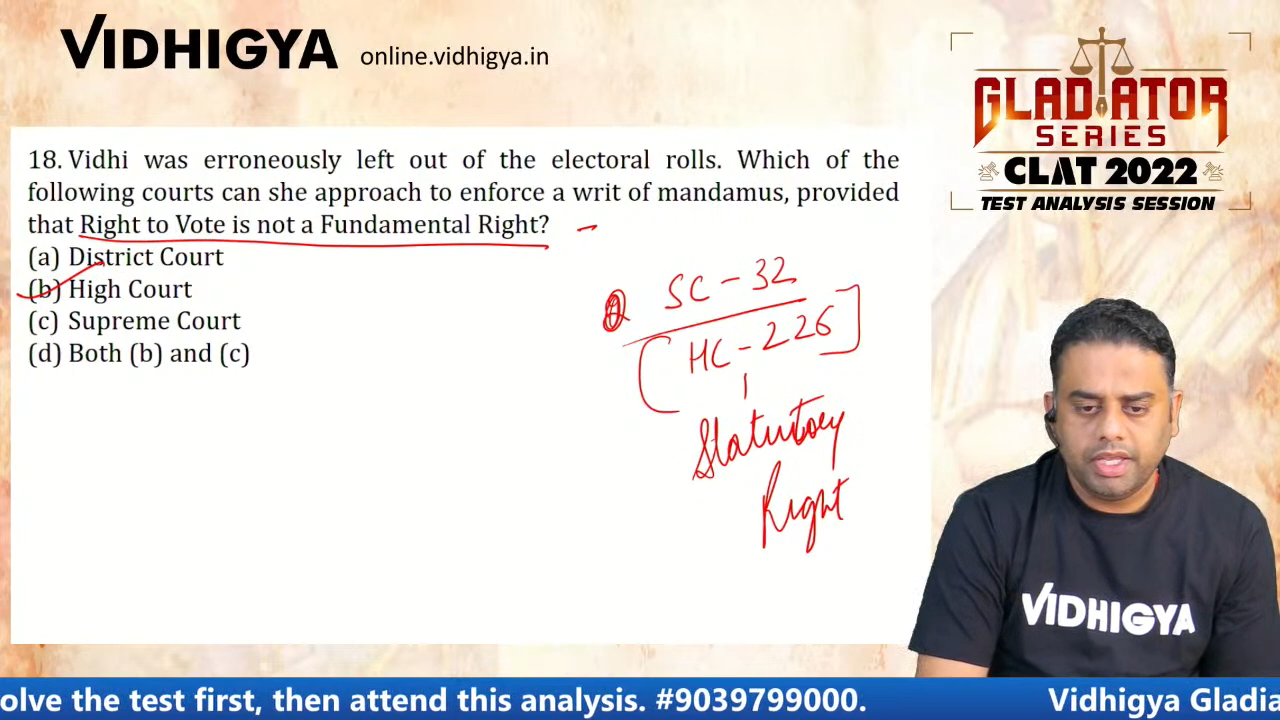 VIDHIGYA online.vidhigya.in
GLADIATOR
SERIES
CLAT 2022
TEST ANALYSIS SESSION
18. Vidhi was erroneously left out of the electoral rolls. Which of the
following courts can she approach to enforce a writ of mandamus, provided
that Right to Vote is not a Fundamental Right?
(a) District Court
(b) High Court
(c) Supreme Court
(d) Both (b) and (c)
SC - 32
HC - 226
Statutory
Right
VIDHIGYA
olve the test first, then attend this analysis. #9039799000. Vidhigya Gladia